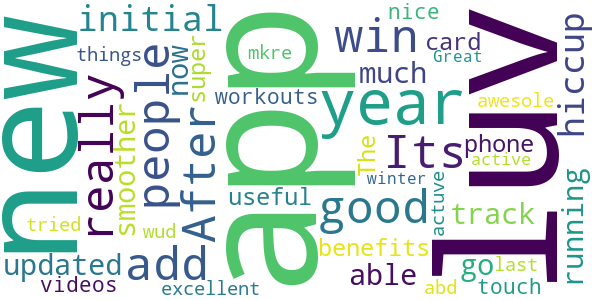 new
app
luv
initial
nice
things
now
super
mkre
win
card
Great
hiccup
really
people
After
workouts
much
year
awesole
smoother
The
Its
phone
active
useful
winter
actuve
tried
wud
good
track
running
updated
add
benefits
able
go
last
videos
excellent
abd
touch